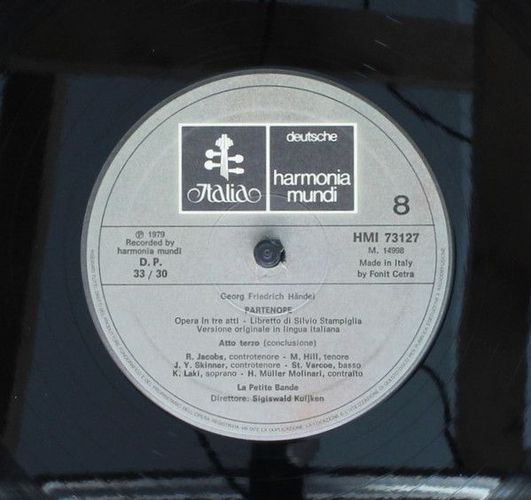 Italia
deutsche
harmonia
mundi
8
℗ 1979
Recorded by
harmonia mundi
D. P.
33 / 30
HMI 73127
M. 14998
Made in Italy
by Fonit Cetra
Georg Friedrich Händel
PARTENOPE
Opera in tre atti - Libretto di Silvio Stampiglia
Versione originale in lingua italiana
Atto terzo (conclusione)
R. Jacobs, controtenore - M. Hill, tenore
J. Y. Skinner, controtenore - St. Varcoe, basso
K. Laki, soprano - H. Müller Molinari, contralto
La Petite Bande
Direttore: Sigiswald Kuijken